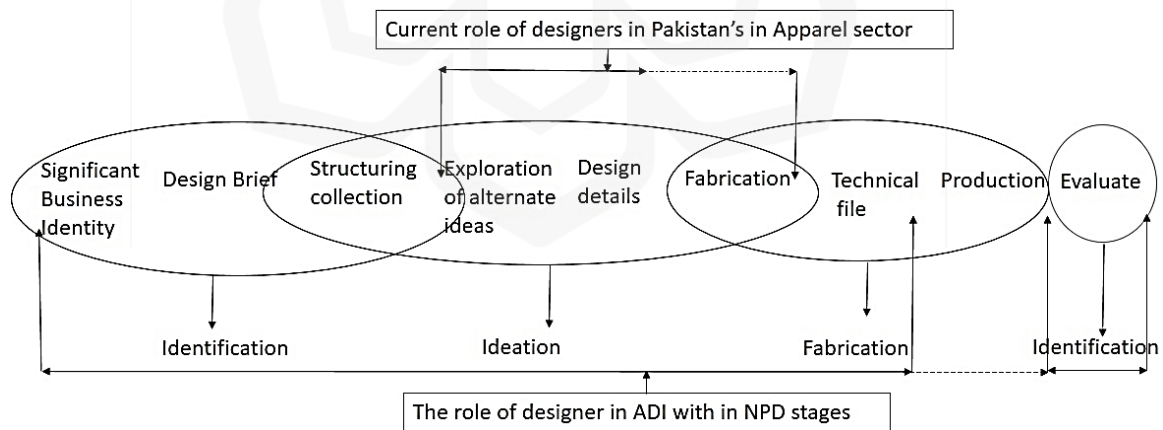 Current role of designers in Pakistan's in Apparel sector
Significant
Business
Identity
Design Brief
Structuring
collection
Exploration
of alternate
ideas
Design
details
Fabrication
Technical
file
Production
Evaluate
Identification
Ideation
Fabrication
Identification
The role of designer in ADI with in NPD stages